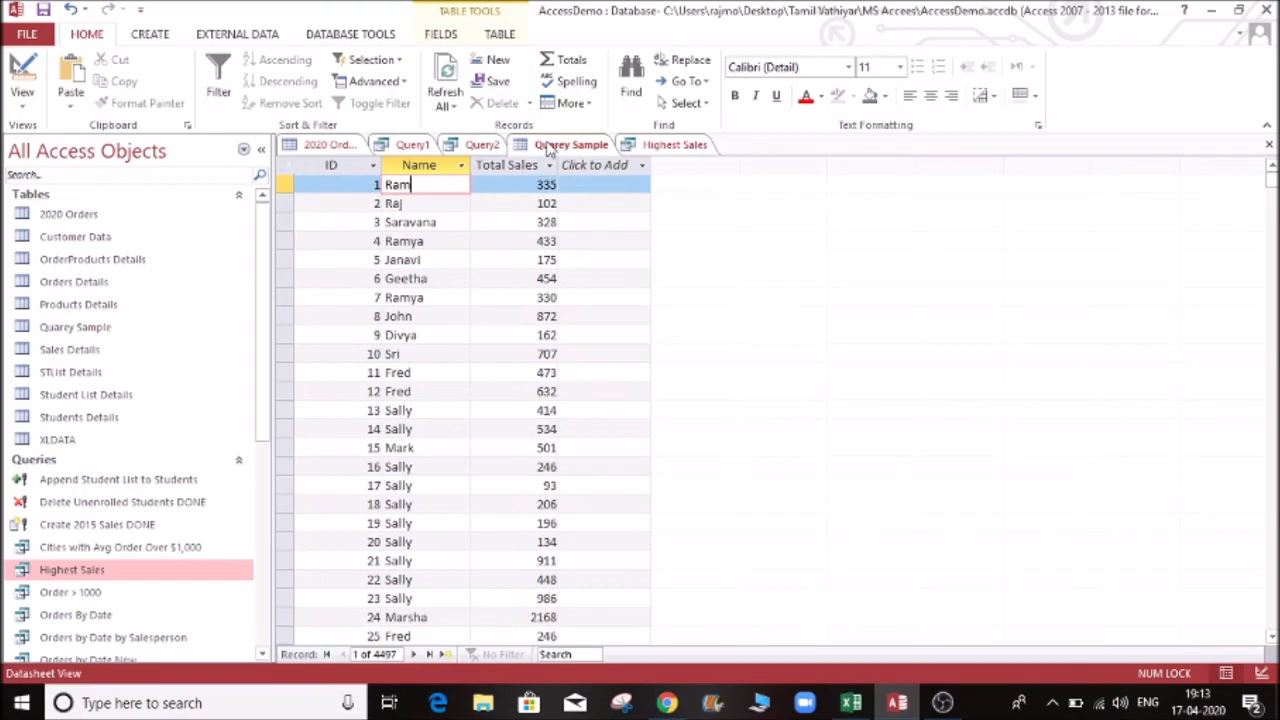 TABLE TOOLS
AccessDemo : Database- C:\Users\rajmo\Desktop\Tamil Vathiyar\MS Accees\AccessDemo.accdb (Access 2007 - 2013 file for...
FILE HOME CREATE EXTERNAL DATA DATABASE TOOLS FIELDS TABLE
View
Views
Paste
Cut
Copy
Format Painter
Clipboard
Filter
Ascending
Descending
Remove Sort
Selection
Advanced
Toggle Filter
Sort & Filter
Refresh
All
New
Save
Delete
Totals
Spelling
More
Records
Find
Replace
Go To
Select
Find
Calibri (Detail) 11
B I U A
Text Formatting
All Access Objects
Search...
Tables
2020 Orders
Customer Data
OrderProducts Details
Orders Details
Products Details
Quarey Sample
Sales Details
STList Details
Student List Details
Students Details
XLDATA
Queries
Append Student List to Students
Delete Unenrolled Students DONE
Create 2015 Sales DONE
Cities with Avg Order Over $1,000
Highest Sales
Order > 1000
Orders By Date
Orders by Date by Salesperson
Orders by Date New
2020 Ord... Query1 Query2 Quarey Sample Highest Sales
ID Name Total Sales Click to Add
1 Ram 335
2 Raj 102
3 Saravana 328
4 Ramya 433
5 Janavi 175
6 Geetha 454
7 Ramya 330
8 John 872
9 Divya 162
10 Sri 707
11 Fred 473
12 Fred 632
13 Sally 414
14 Sally 534
15 Mark 501
16 Sally 246
17 Sally 93
18 Sally 206
19 Sally 196
20 Sally 134
21 Sally 911
22 Sally 448
23 Sally 986
24 Marsha 2168
25 Fred 246
Record: 1 of 4497 No Filter Search
Datasheet View NUM LOCK
Type here to search
ENG
19:13
17-04-2020
2